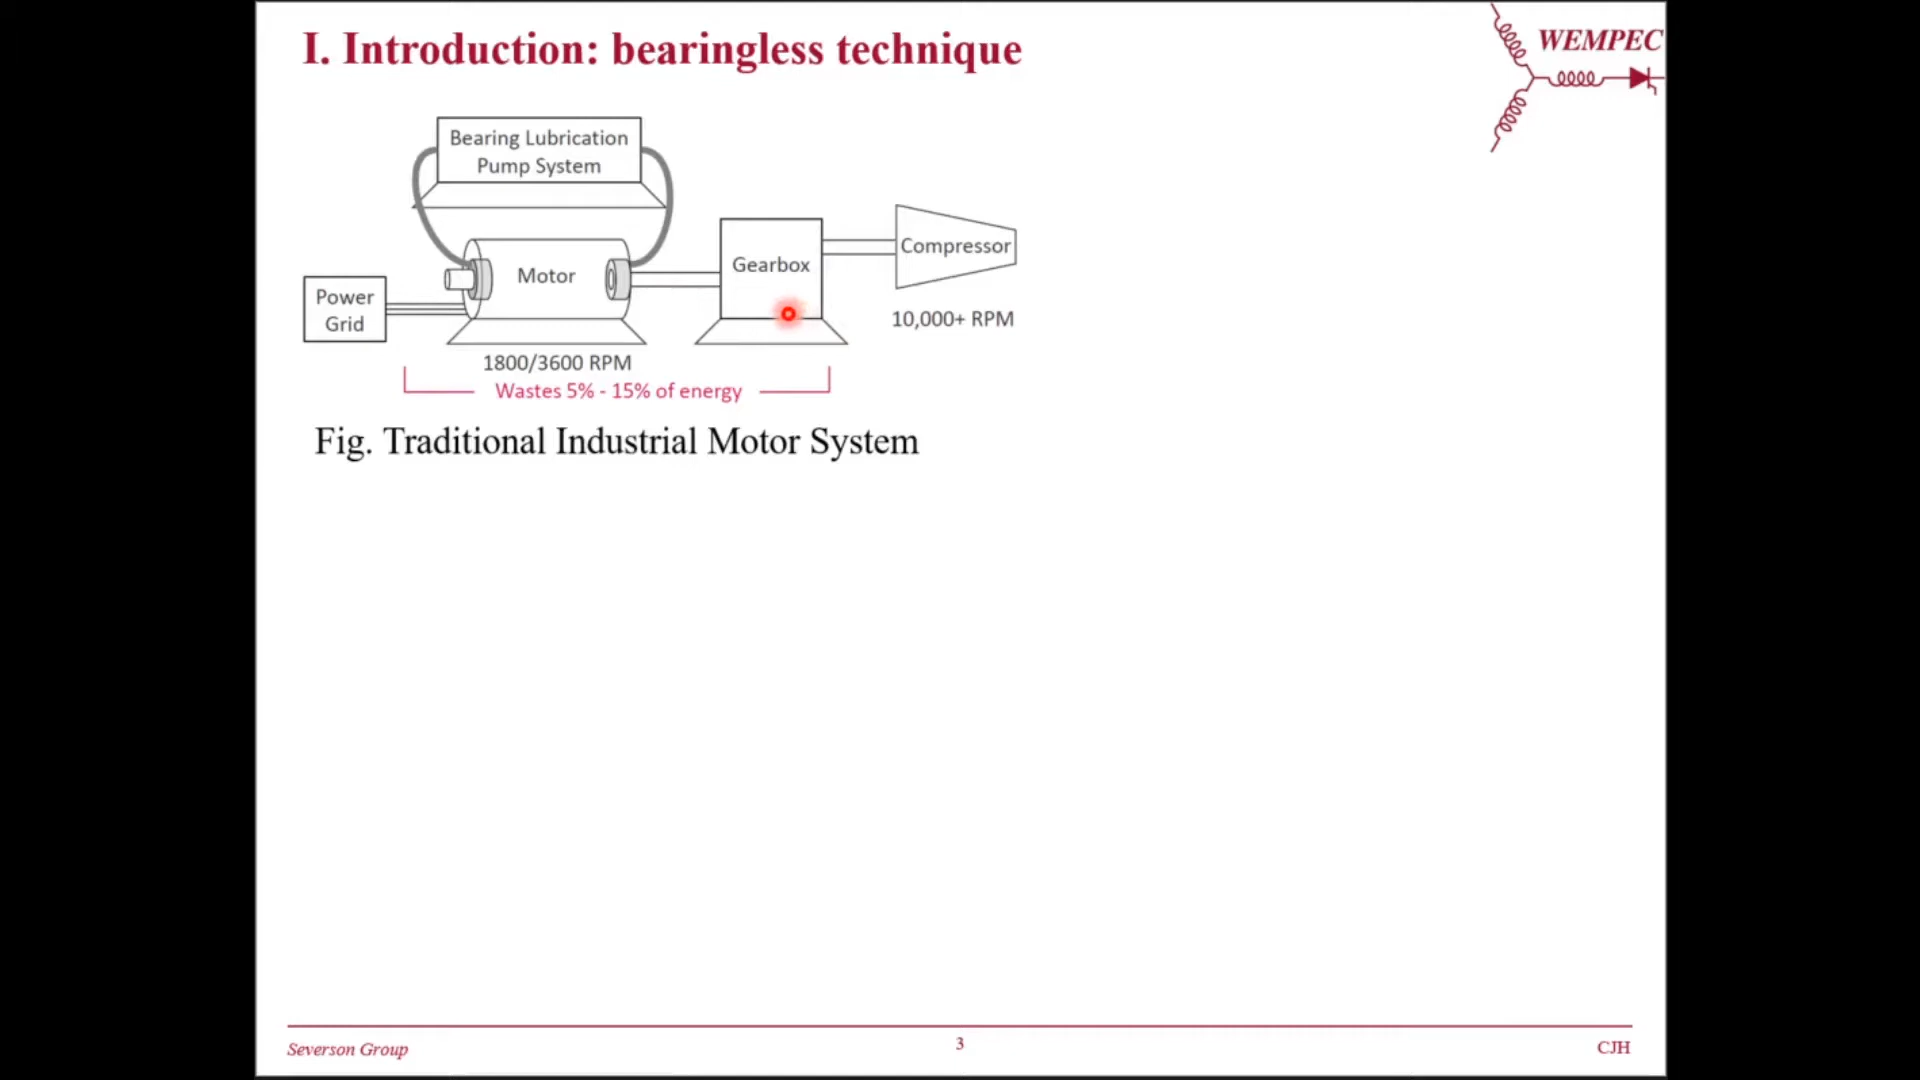 I. Introduction: bearingless technique
WEMPEC
Bearing Lubrication
Pump System
Motor
Gearbox
Compressor
Power
Grid
10,000+ RPM
1800/3600 RPM
Wastes 5% - 15% of energy
Fig. Traditional Industrial Motor System
Severson Group
3
CJH